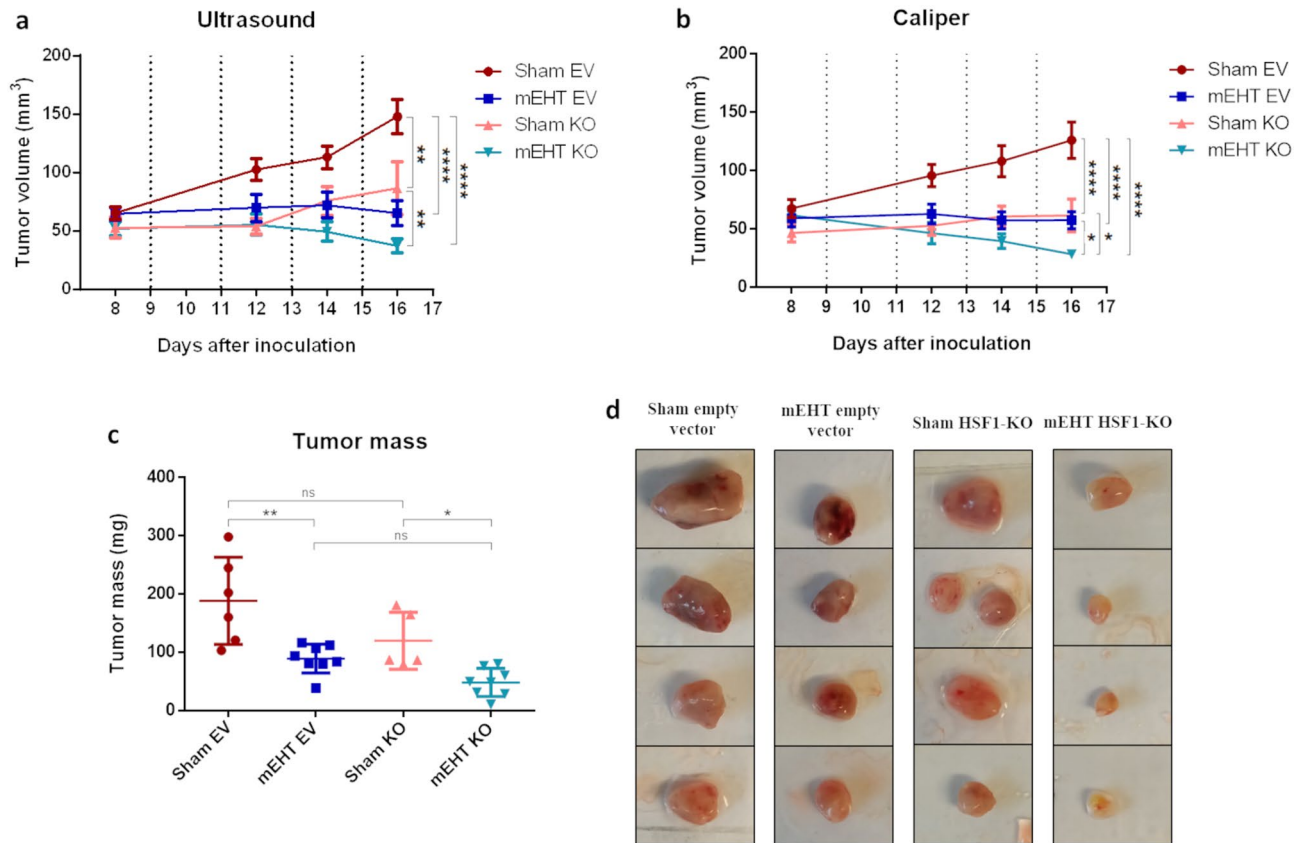 a
Ultrasound
200
150
100
50
0
Tumor volume (mm3)
8 9 10 11 12 13 14 15 16 17
Days after inoculation
Sham EV
mEHT EV
Sham KO
mEHT KO
**
**
****
****
b
Caliper
200
150
100
50
0
Tumor volume (mm3)
8 9 10 11 12 13 14 15 16 17
Days after inoculation
Sham EV
mEHT EV
Sham KO
mEHT KO
****
*
*
****
****
c
Tumor mass
400
300
200
100
0
Tumor mass (mg)
ns
**
*
ns
Sham EV
mEHT EV
Sham KO
mEHT KO
d
Sham empty
vector
mEHT empty
vector
Sham HSF1-KO
mEHT HSF1-KO